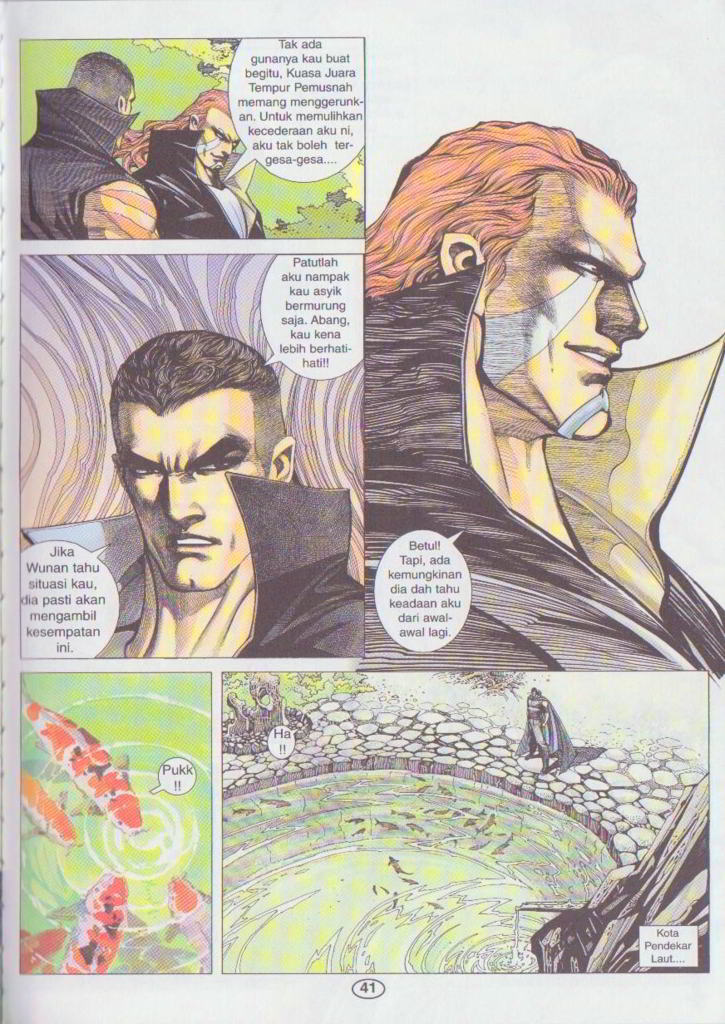 Tak ada
gunanya kau buat
begitu, Kuasa Juara
Tempur Pemusnah
memang menggerunk-
an. Untuk memulihkan
kecederaan aku ni,
aku tak boleh ter-
gesa-gesa....
Patutlah
aku nampak
kau asyik
bermurung
saja. Abang,
kau kena
lebih berhati-
hati!!
Jika
Wunan tahu
situasi kau,
dia pasti akan
mengambil
kesempatan
ini.
Betul!
Tapi, ada
kemungkinan
dia dah tahu
keadaan aku
dari awal-
awal lagi.
Pukk
!!
Ha
!!
Kota
Pendekar
Laut....
41